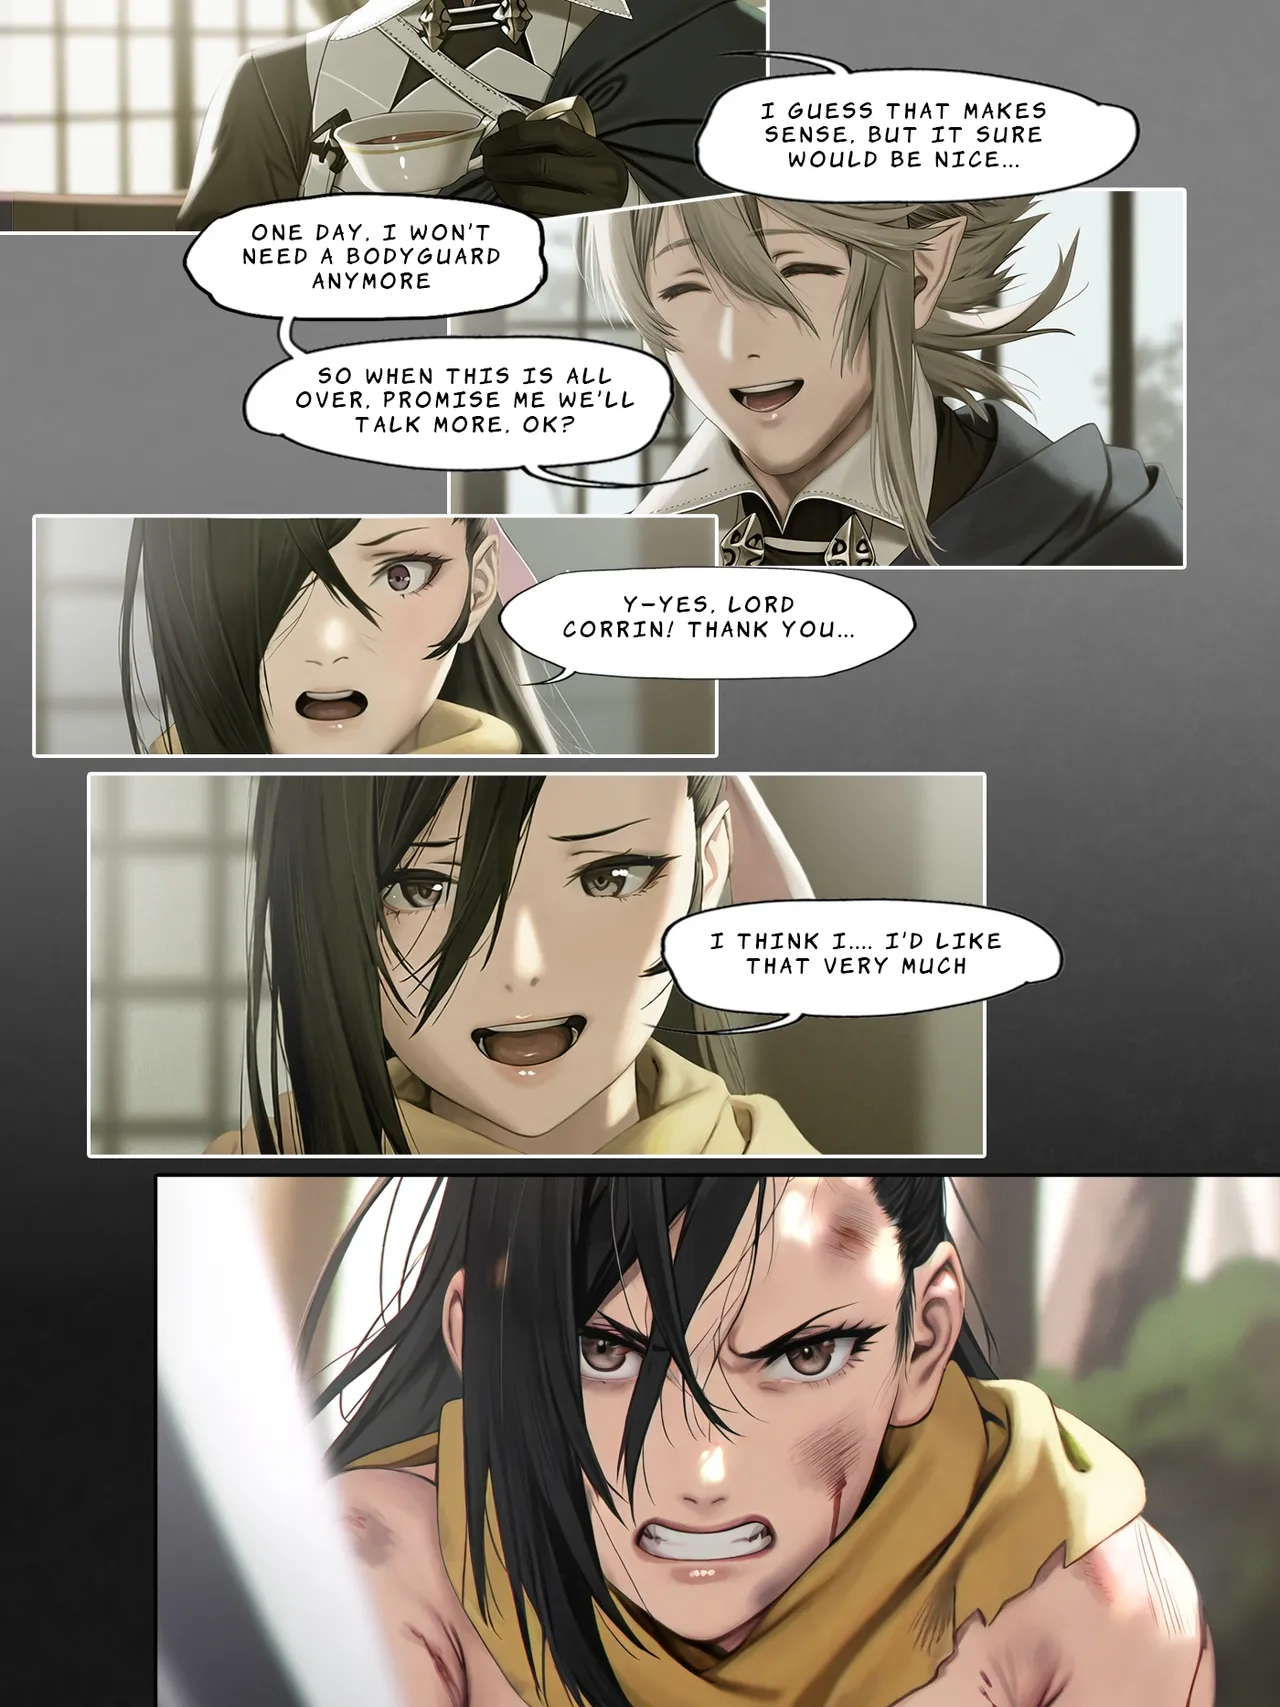 I GUESS THAT MAKES
SENSE, BUT IT SURE
WOULD BE NICE...
ONE DAY, I WON'T
NEED A BODYGUARD
ANYMORE
SO WHEN THIS IS ALL
OVER, PROMISE ME WE'LL
TALK MORE, OK?
Y-YES, LORD
CORRIN! THANK YOU...
I THINK I.... I'D LIKE
THAT VERY MUCH